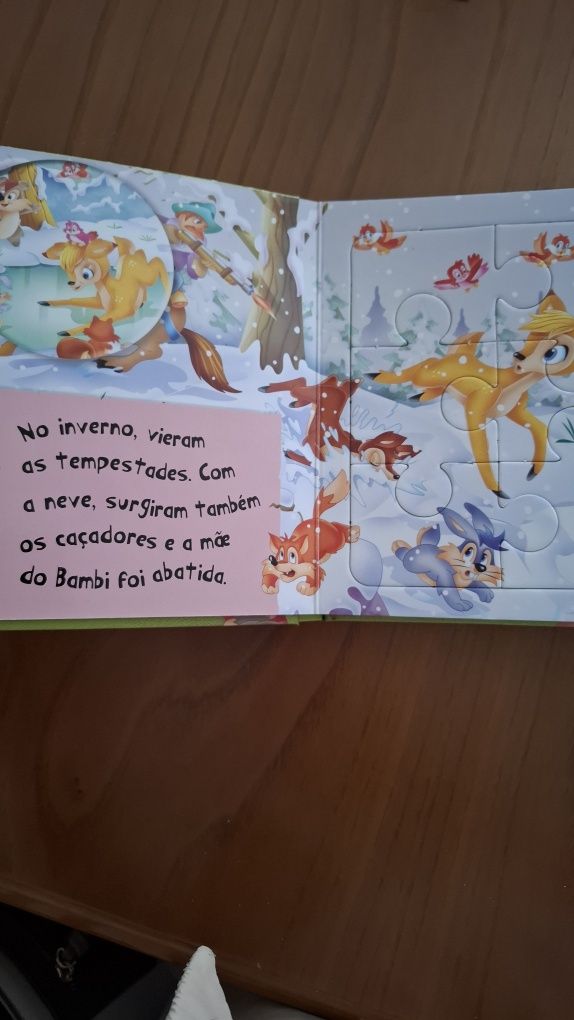 No inverno, vieram
as tempestades. Com
a neve, surgiram também
os caçadores e a mãe
do Bambi foi abatida.